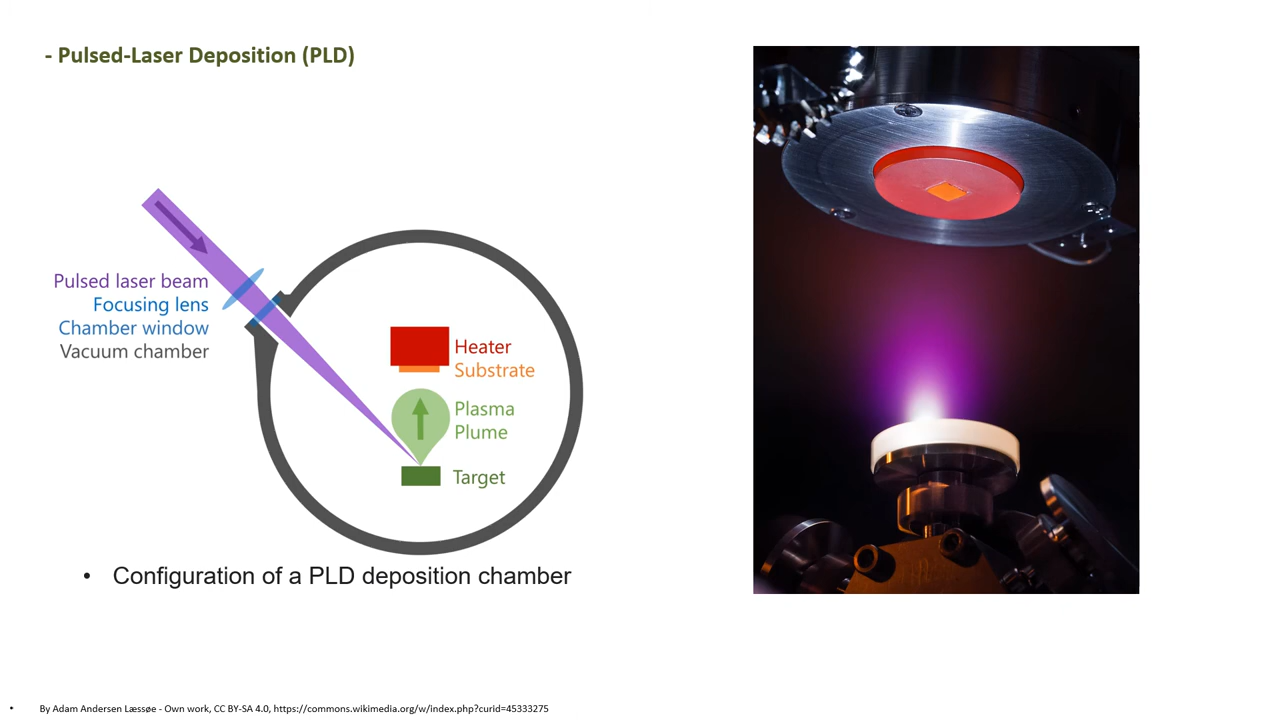 - Pulsed-Laser Deposition (PLD)
Pulsed laser beam
Focusing lens
Chamber window
Vacuum chamber
Heater
Substrate
Plasma
Plume
Target
• Configuration of a PLD deposition chamber
• By Adam Andersen Læssøe - Own work, CC BY-SA 4.0, https://commons.wikimedia.org/w/index.php?curid=45333275